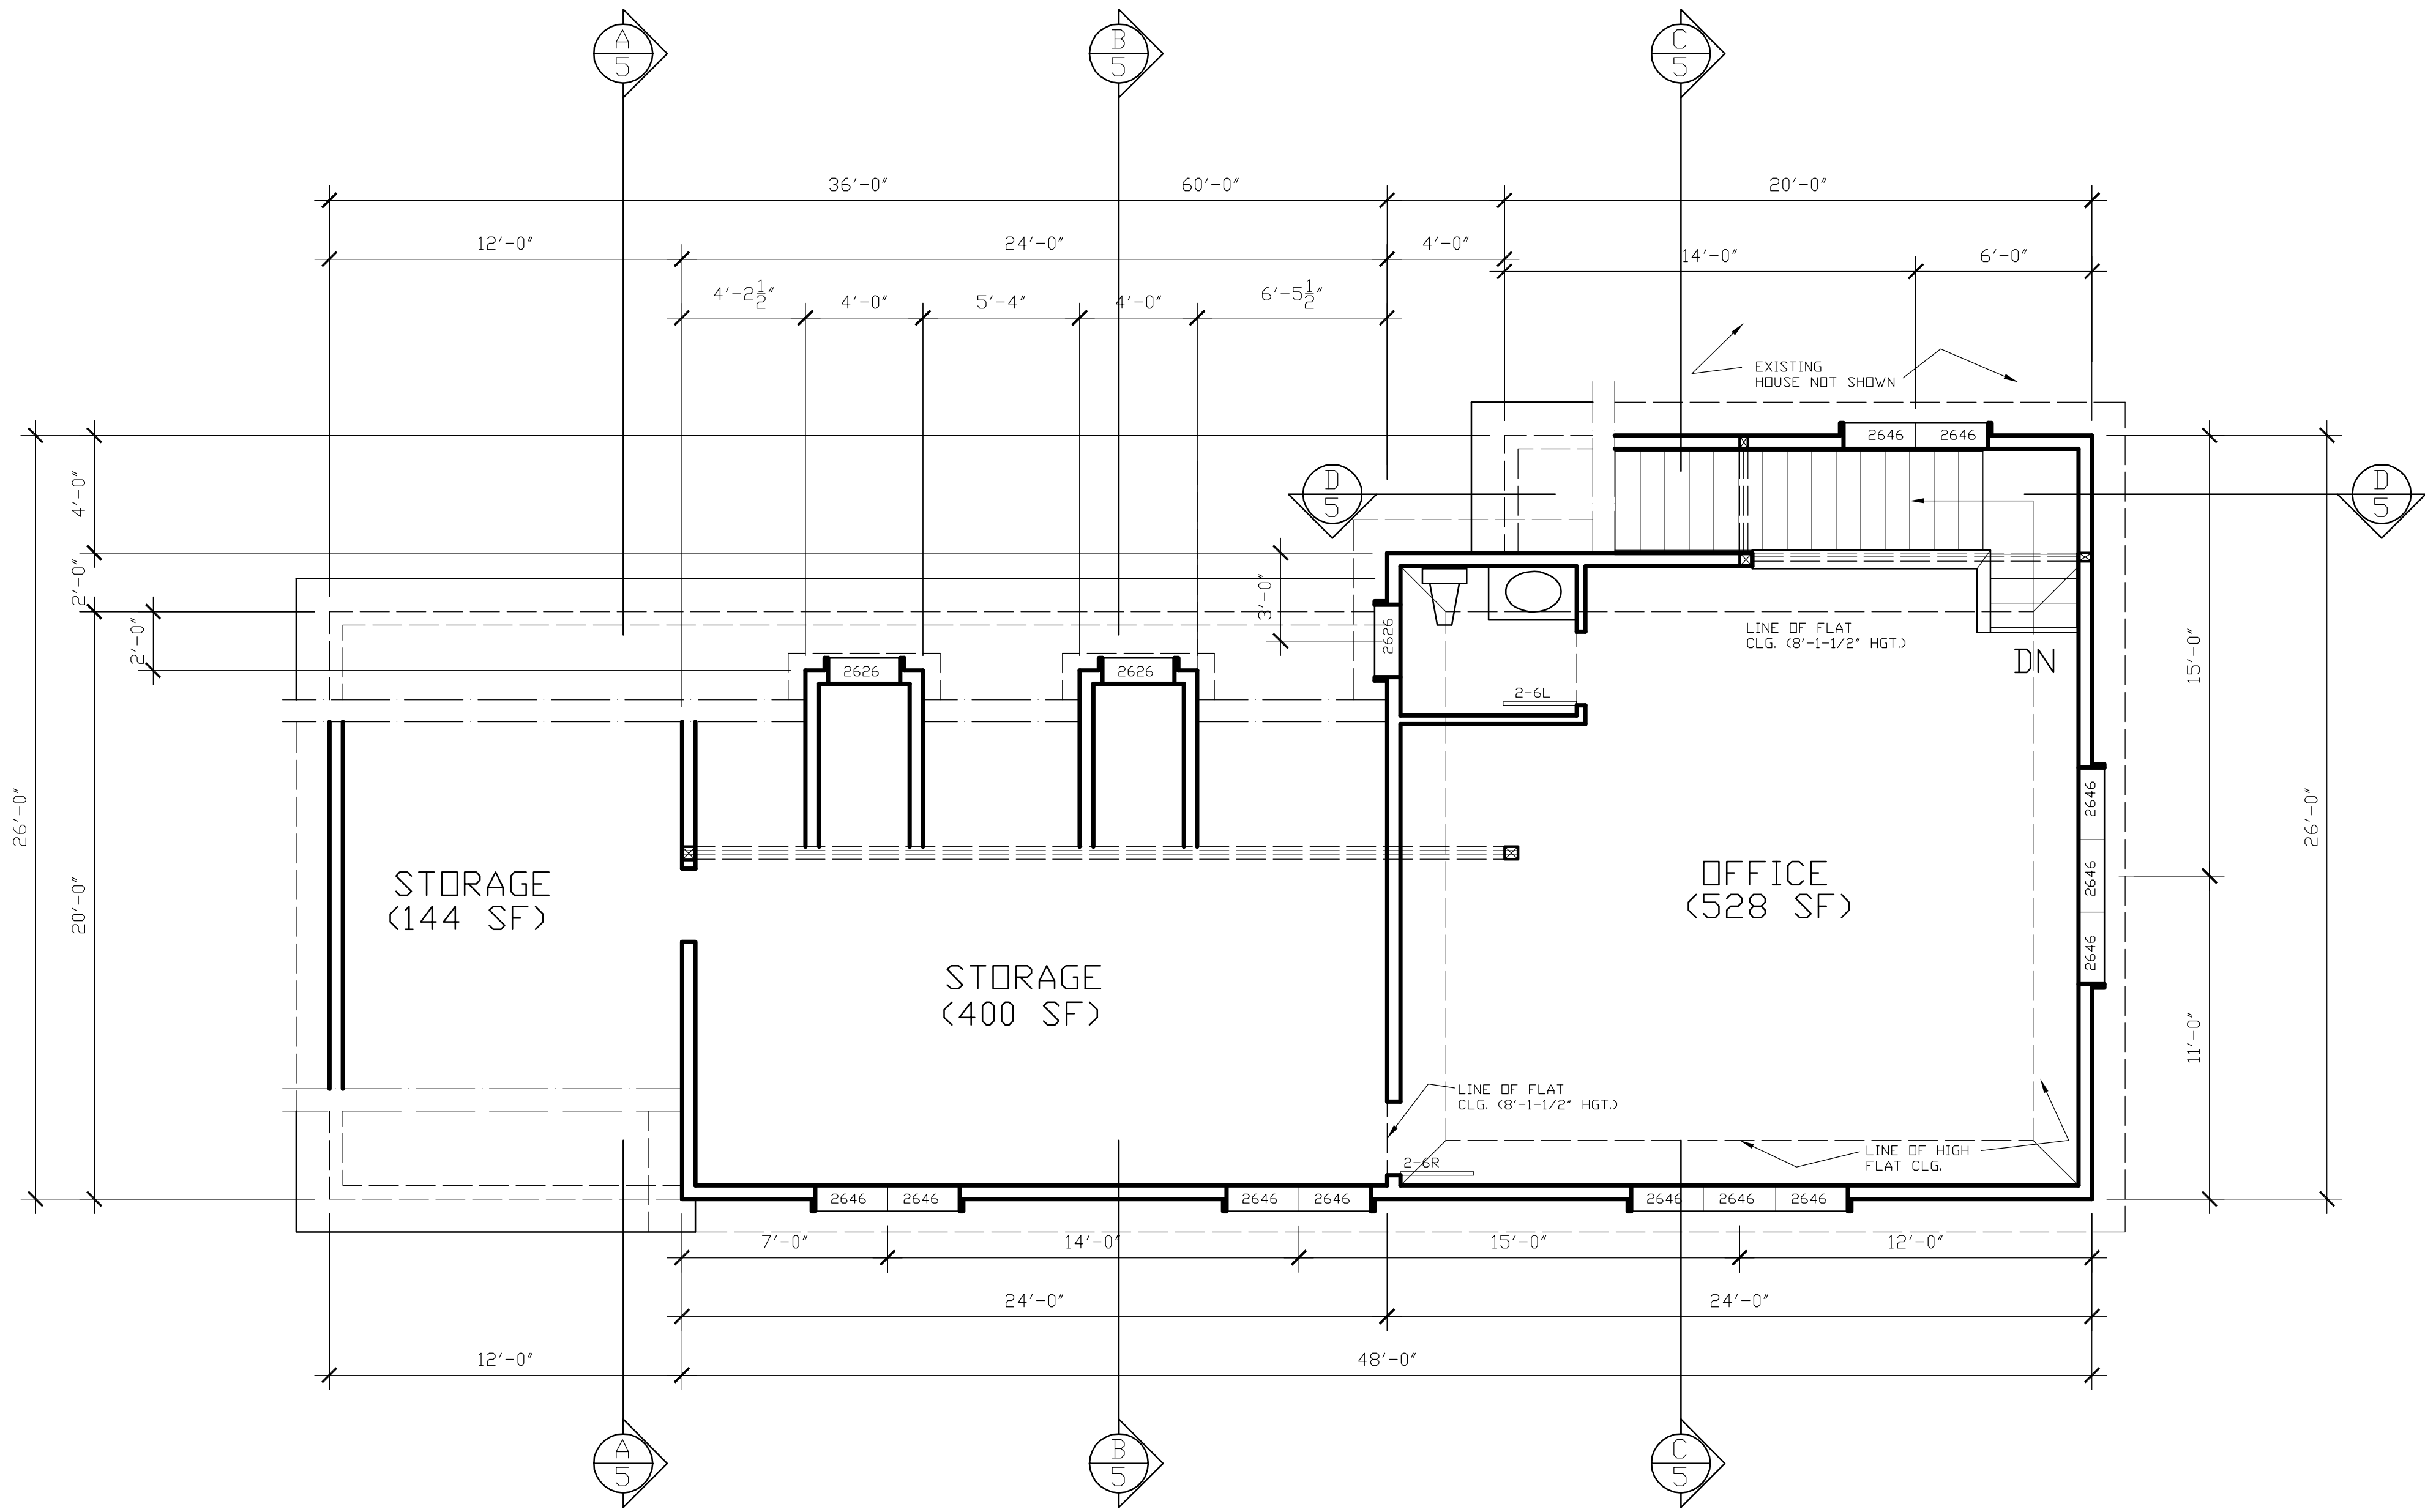 A
5
B
5
C
5
36′-0″
60′-0″
20′-0″
12′-0″
24′-0″
4′-0″
14′-0″
6′-0″
4′-2 1/2″
4′-0″
5′-4″
4′-0″
6′-5 1/2″
EXISTING
HOUSE NOT SHOWN
2646
2646
D
5
D
5
4′-0″
2′-0″
2′-0″
3′-0″
26′-0″
20′-0″
15′-0″
26′-0″
11′-0″
2626
2626
2626
2-6L
LINE OF FLAT
CLG. (8′-1-1/2″ HGT.)
DN
2646
2646
2646
STORAGE
(144 SF)
OFFICE
(528 SF)
STORAGE
(400 SF)
LINE OF FLAT
CLG. (8′-1-1/2″ HGT.)
LINE OF HIGH
FLAT CLG.
2-6R
2646
2646
2646
2646
2646
2646
2646
7′-0″
14′-0″
15′-0″
12′-0″
24′-0″
24′-0″
12′-0″
48′-0″
A
5
B
5
C
5